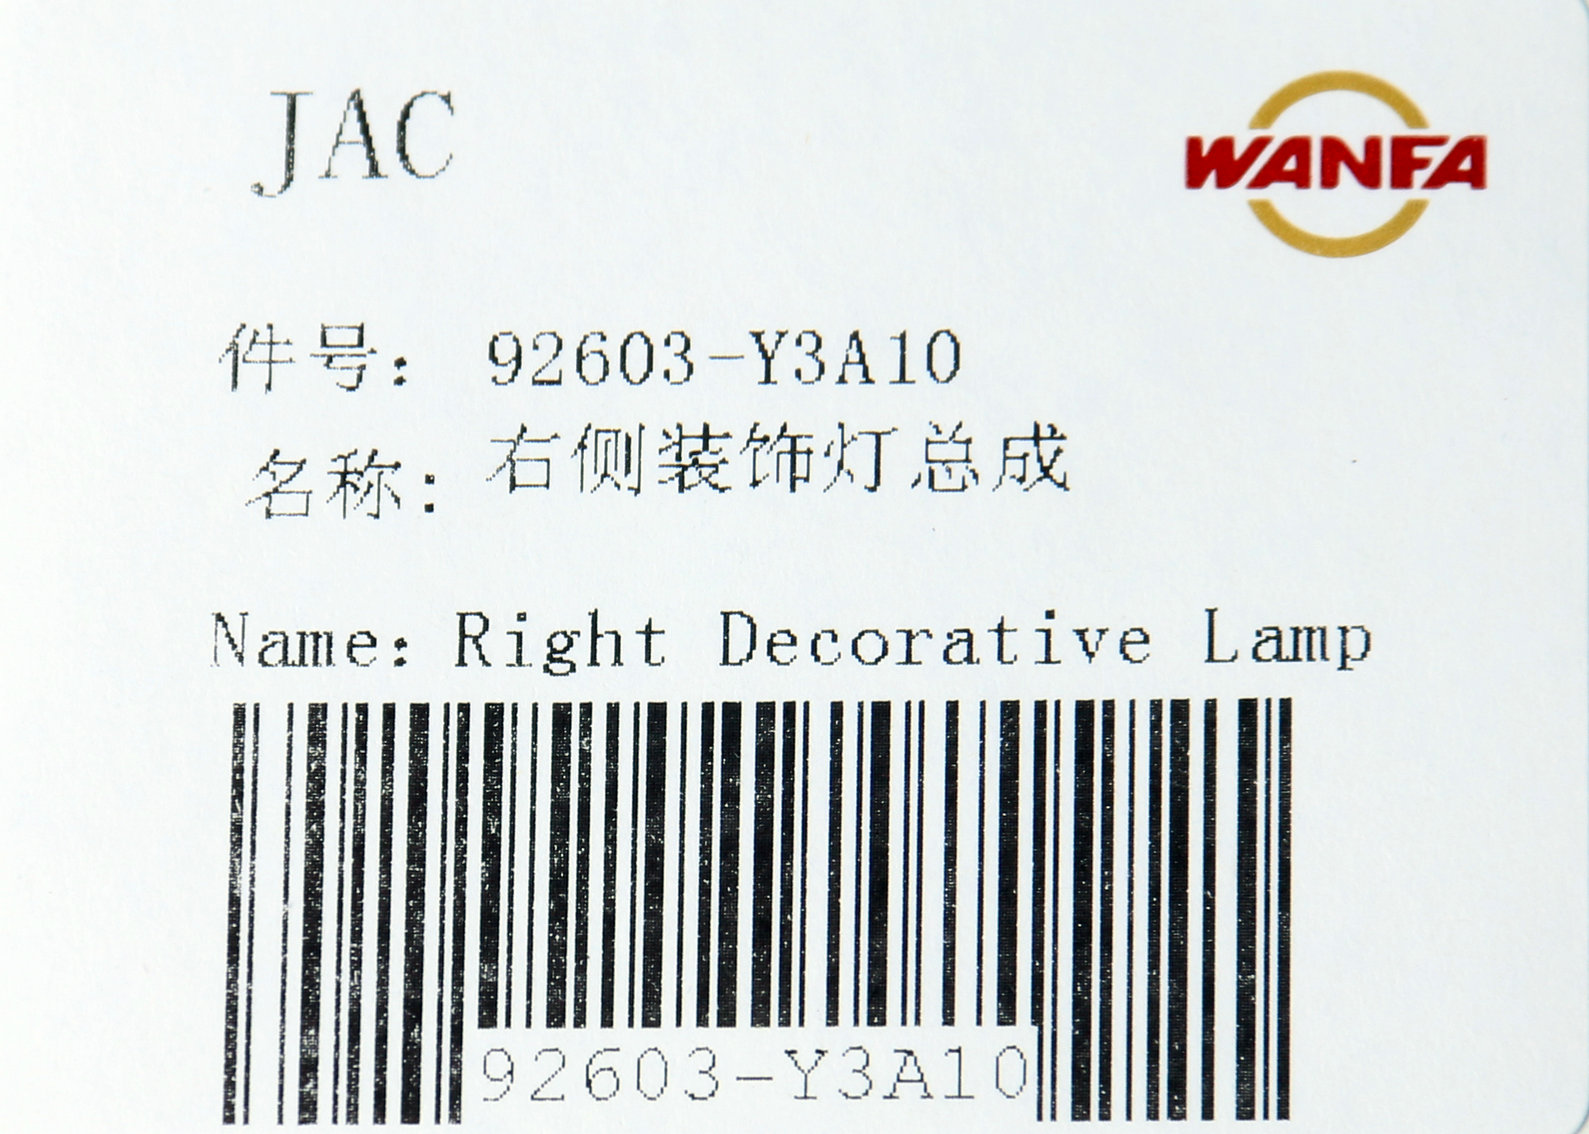 JAC
WANFA
件号: 92603-Y3A10
名称: 右侧装饰灯总成
Name: Right Decorative Lamp
92603-Y3A10